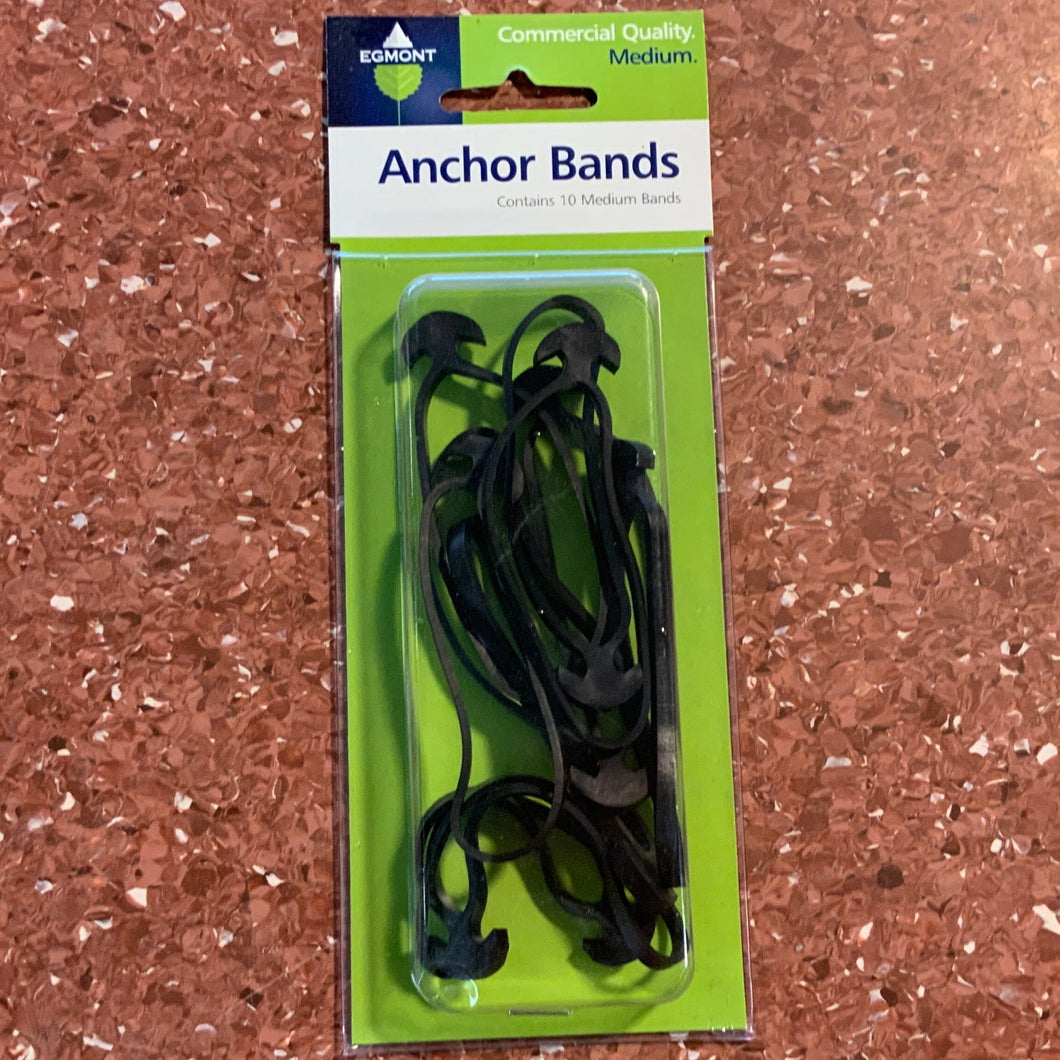 EGMONT
Commercial Quality.
Medium.
Anchor Bands
Contains 10 Medium Bands